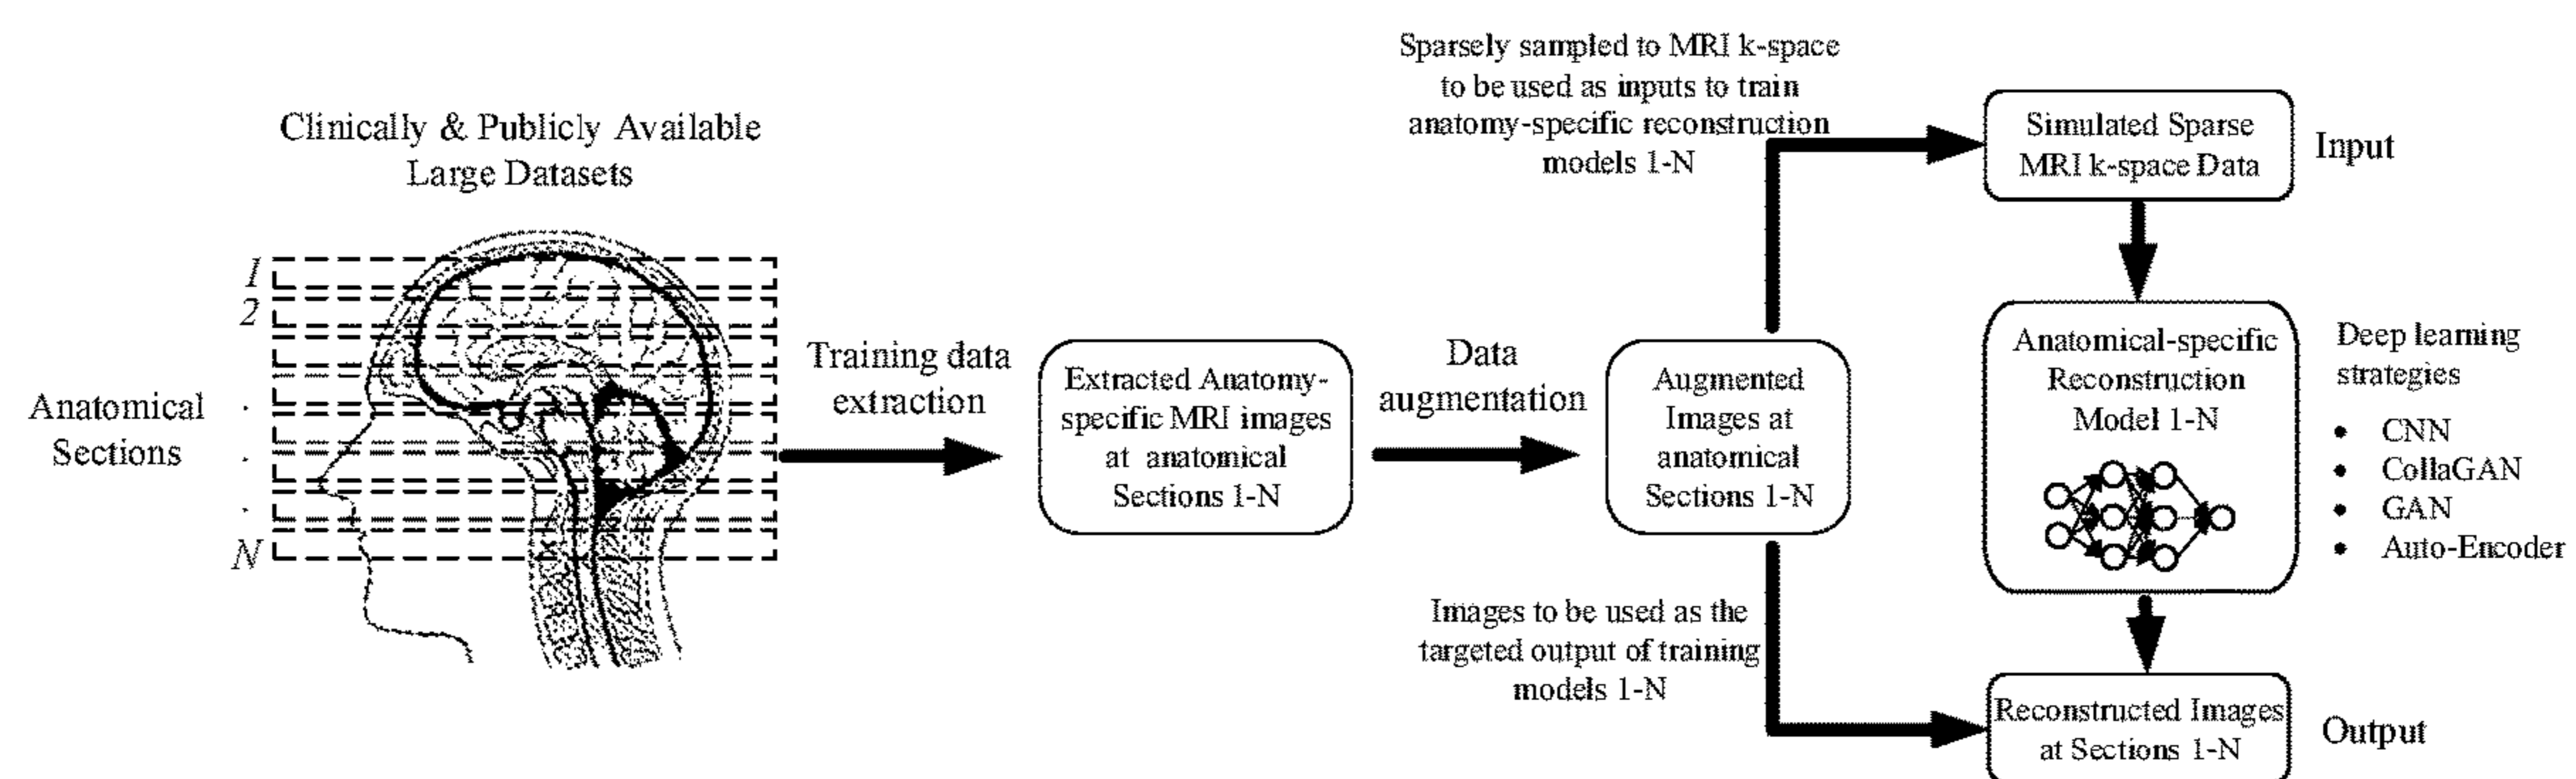 Clinically & Publicly Available
Large Datasets
Anatomical
Sections
1
2
.
.
.
N
Training data
extraction
Extracted Anatomy-
specific MRI images
at anatomical
Sections 1-N
Data
augmentation
Augmented
Images at
anatomical
Sections 1-N
Sparsely sampled to MRI k-space
to be used as inputs to train
anatomy-specific reconstruction
models 1-N
Images to be used as the
targeted output of training
models 1-N
Simulated Sparse
MRI k-space Data
Input
Anatomical-specific
Reconstruction
Model 1-N
Deep learning
strategies
• CNN
• CollaGAN
• GAN
• Auto-Encoder
Reconstructed Images
at Sections 1-N
Output